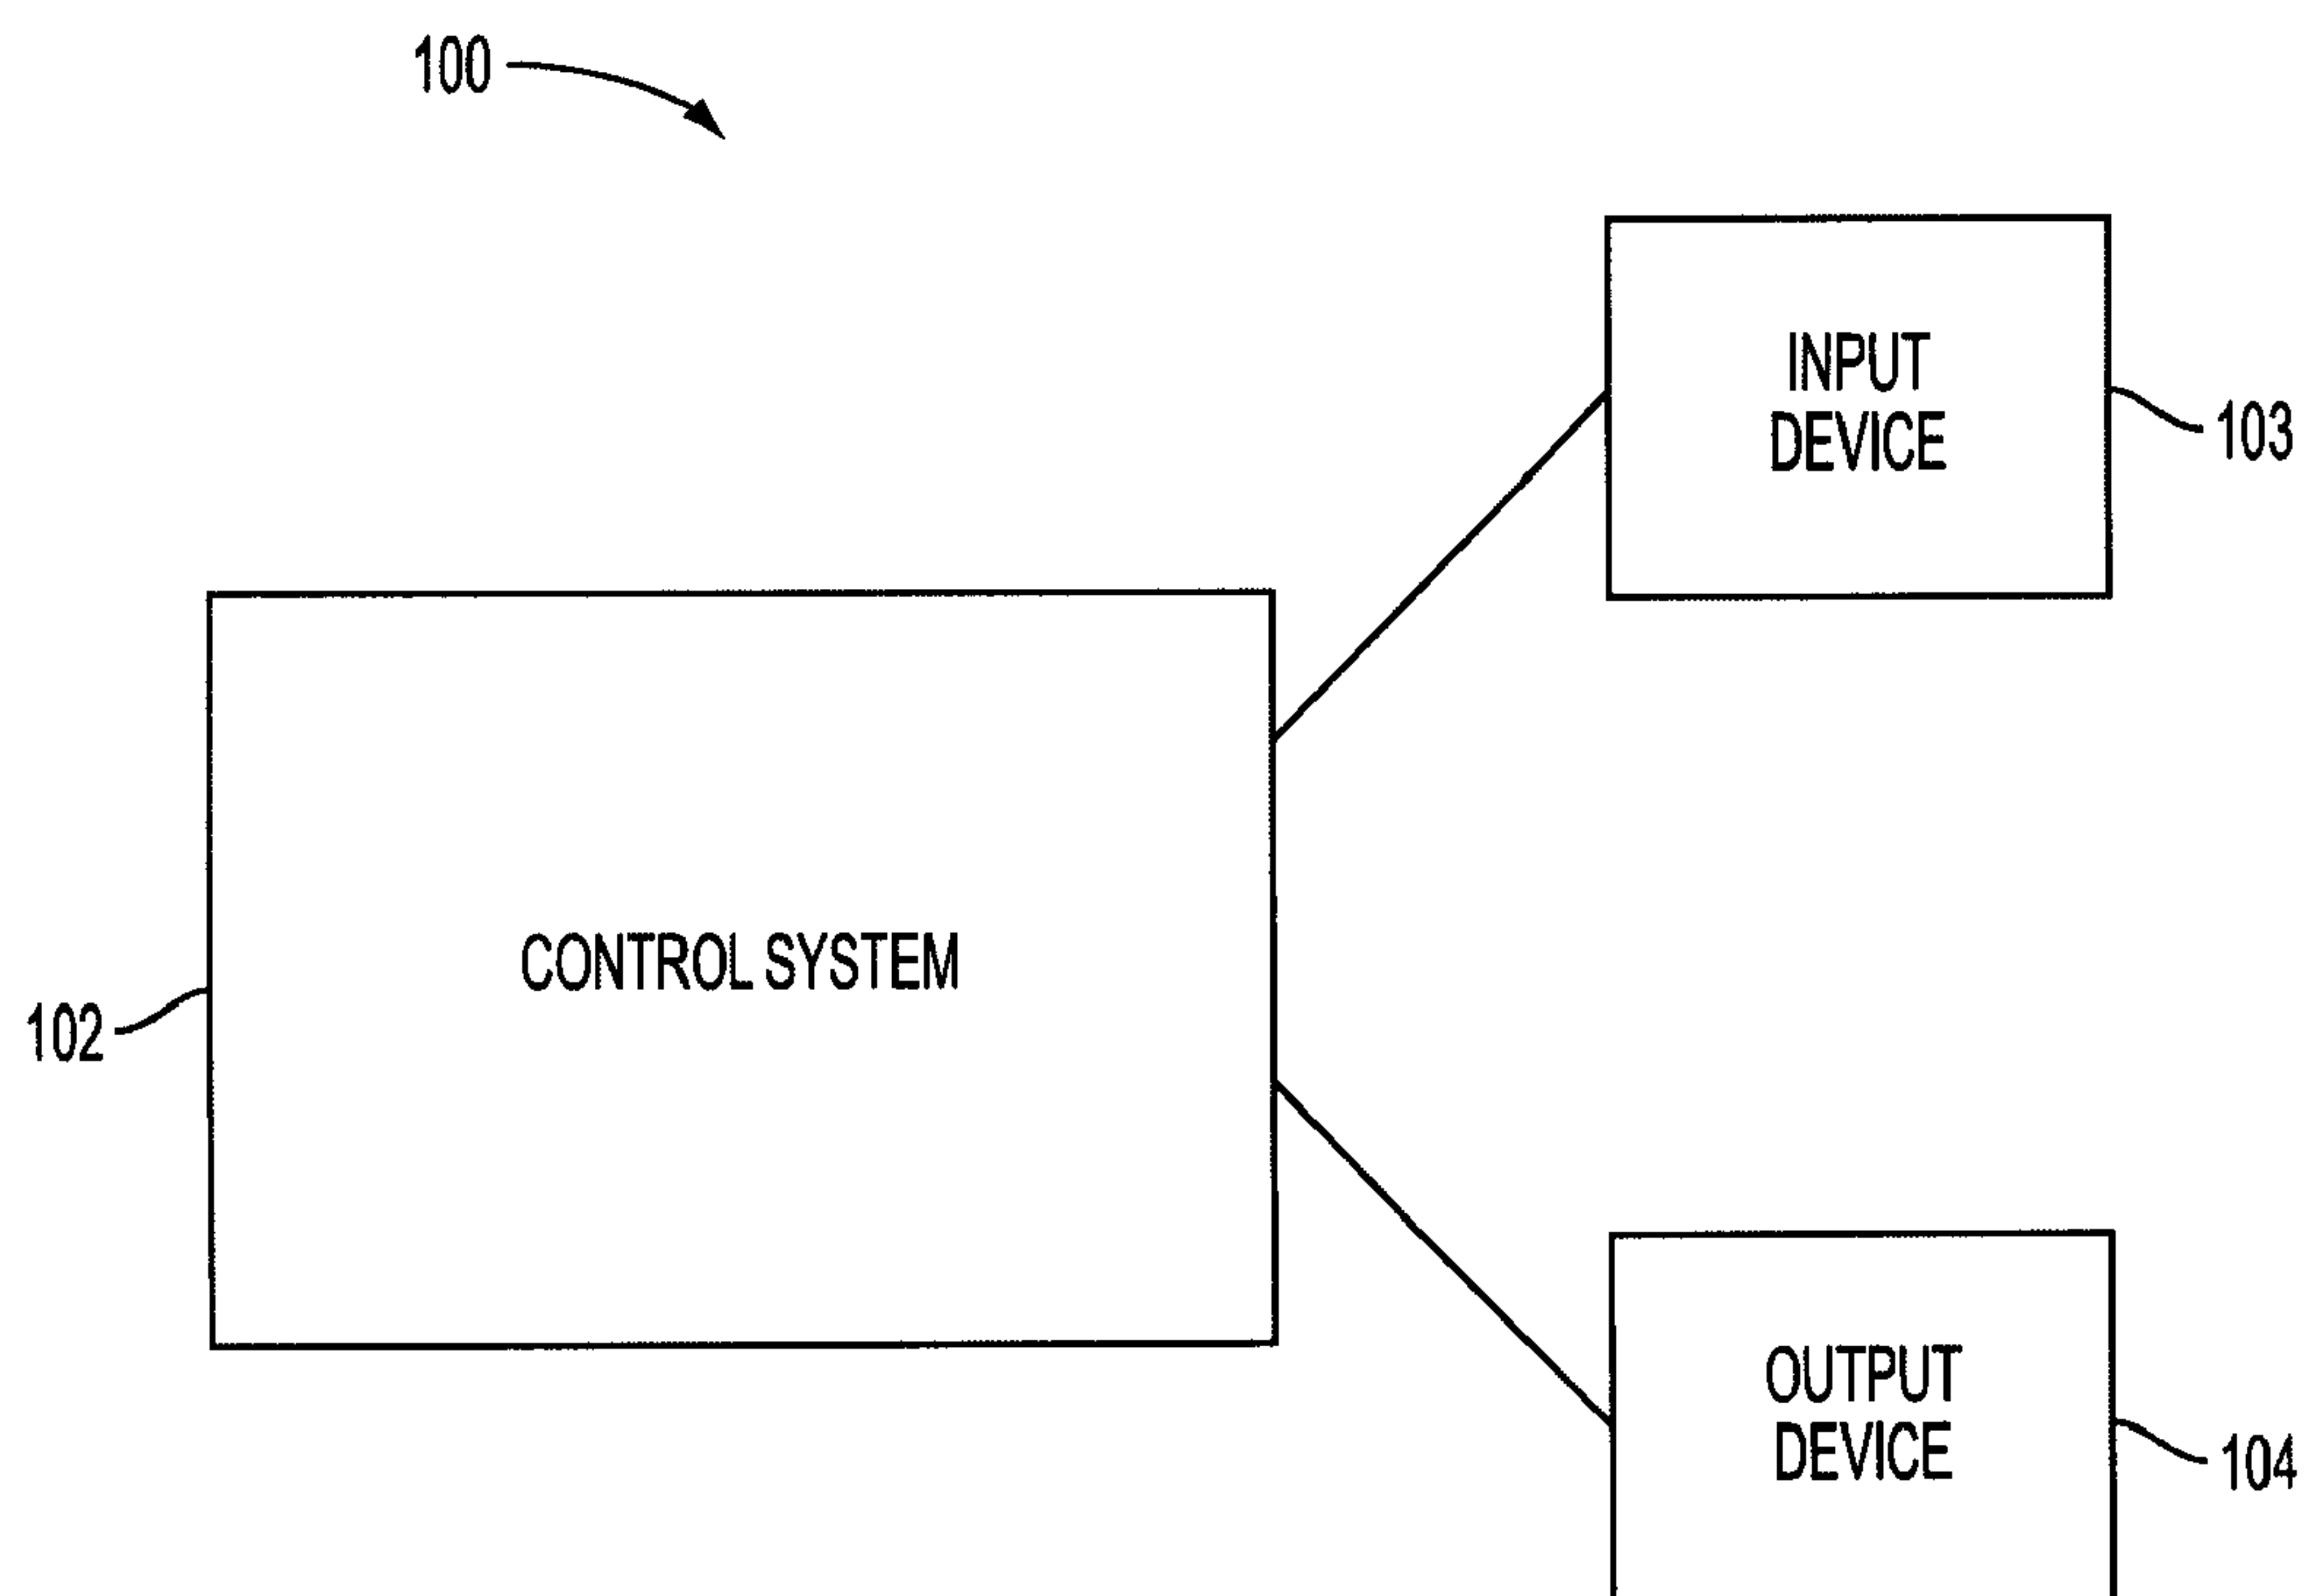 100
INPUT
DEVICE
103
CONTROL SYSTEM
102
OUTPUT
DEVICE
104